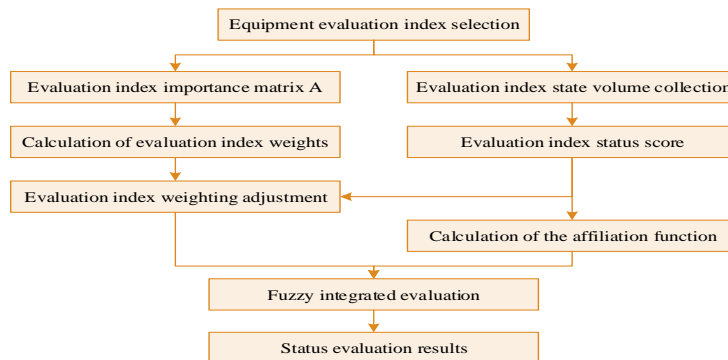 Equipment evaluation index selection
Evaluation index importance matrix A
Evaluation index state volume collection
Calculation of evaluation index weights
Evaluation index status score
Evaluation index weighting adjustment
Calculation of the affiliation function
Fuzzy integrated evaluation
Status evaluation results